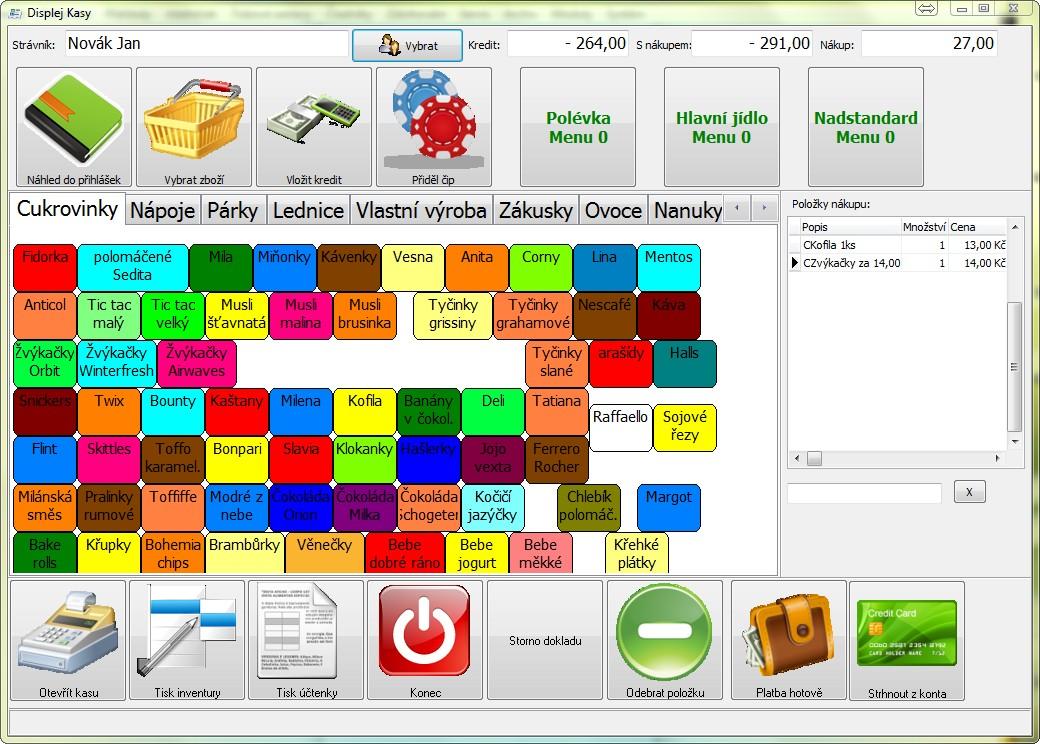 Displej Kasy
Strávník: Novák Jan Vybrat Kredit: - 264,00 S nákupem: - 291,00 Nákup: 27,00
Náhled do přihlášek Vybrat zboží Vložit kredit Přiděl čip
Polévka
Menu 0
Hlavní jídlo
Menu 0
Nadstandard
Menu 0
Cukrovinky Nápoje Párky Lednice Vlastní výroba Zákusky Ovoce Nanuky
Fidorka
polomáčené
Sedita
Mila
Miňonky
Kávenky
Vesna
Anita
Corny
Lina
Mentos
Anticol
Tic tac
malý
Tic tac
velký
Musli
šťavnatá
Musli
malina
Musli
brusinka
Tyčinky
grissiny
Tyčinky
grahamové
Nescafé
Káva
Žvýkačky
Orbit
Žvýkačky
Winterfresh
Žvýkačky
Airwaves
Tyčinky
slané
arašídy
Halls
Snickers
Twix
Bounty
Kaštany
Milena
Kofila
Banány
v čokol.
Deli
Tatiana
Raffaello
Sojové
řezy
Flint
Skittles
Toffo
karamel.
Bonpari
Slavia
Klokanky
Hašlerky
Jojo
vexta
Ferrero
Rocher
Milánská
směs
Pralinky
rumové
Toffiffe
Modré z
nebe
Čokoláda
Orion
Čokoláda
Milka
Čokoláda
Schogeten
Kočičí
jazýčky
Chlebík
polomáč.
Margot
Bake
rolls
Křupky
Bohemia
chips
Brambůrky
Věnečky
Bebe
dobré ráno
Bebe
jogurt
Bebe
měkké
Křehké
plátky
Položky nákupu:
Popis Množství Cena
CKofila 1ks 1 13,00 Kč
CZvýkačky za 14,00 1 14,00 Kč
x
Otevřít kasu Tisk inventury Tisk účtenky Konec Storno dokladu Odebrat položku Platba hotově
Credit Card
Strhnout z konta